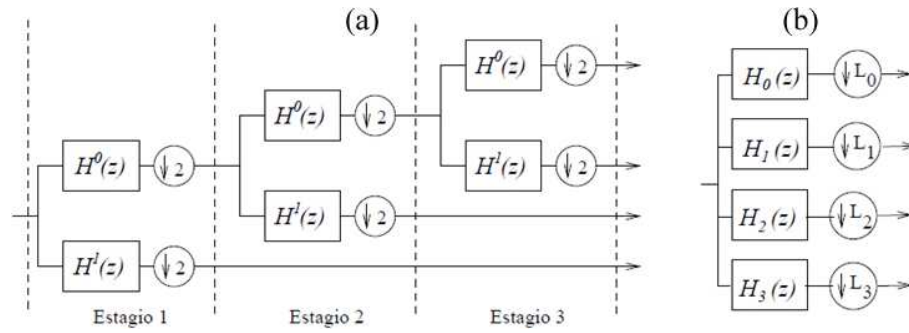 (a)
(b)
H⁰(z) ↓2
H⁰(z) ↓2
H¹(z) ↓2
H⁰(z) ↓2
H¹(z) ↓2
H¹(z) ↓2
Estagio 1
Estagio 2
Estagio 3
H₀(z) ↓L₀
H₁(z) ↓L₁
H₂(z) ↓L₂
H₃(z) ↓L₃